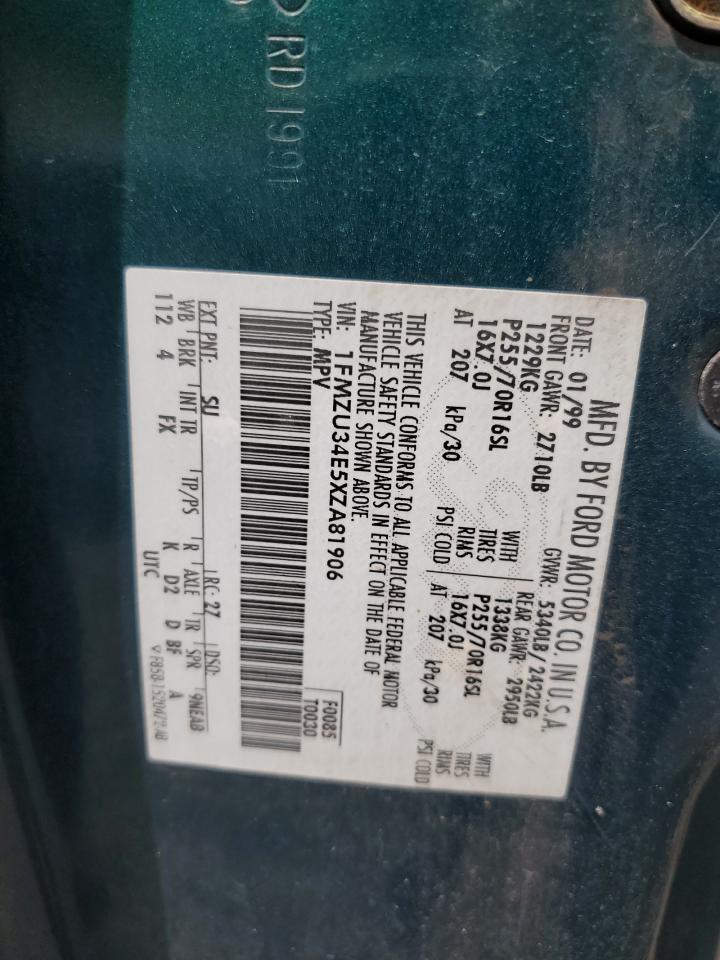 RD 1991
MFD. BY FORD MOTOR CO. IN U.S.A.
DATE: 01/99 GVWR: 5340LB/ 2422KG
FRONT GAWR: 2710LB REAR GAWR: 2950LB
1229KG WITH 1338KG WITH
P255/70R16SL TIRES P255/70R16SL TIRES
16X7.0J RIMS 16X7.0J RIMS
AT 207 kPa/30 PSI COLD AT 207 kPa/30 PSI COLD
THIS VEHICLE CONFORMS TO ALL APPLICABLE FEDERAL MOTOR
VEHICLE SAFETY STANDARDS IN EFFECT ON THE DATE OF
MANUFACTURE SHOWN ABOVE.
VIN: 1FMZU34E5XZA81906 F0085
TYPE: MPV T0030
EXT PNT: SU RC: 27 DSO:
WB BRK INT TR TP/PS R AXLE TR SPR 9NEAB
112 4 FX K D2 D BF A
UTC